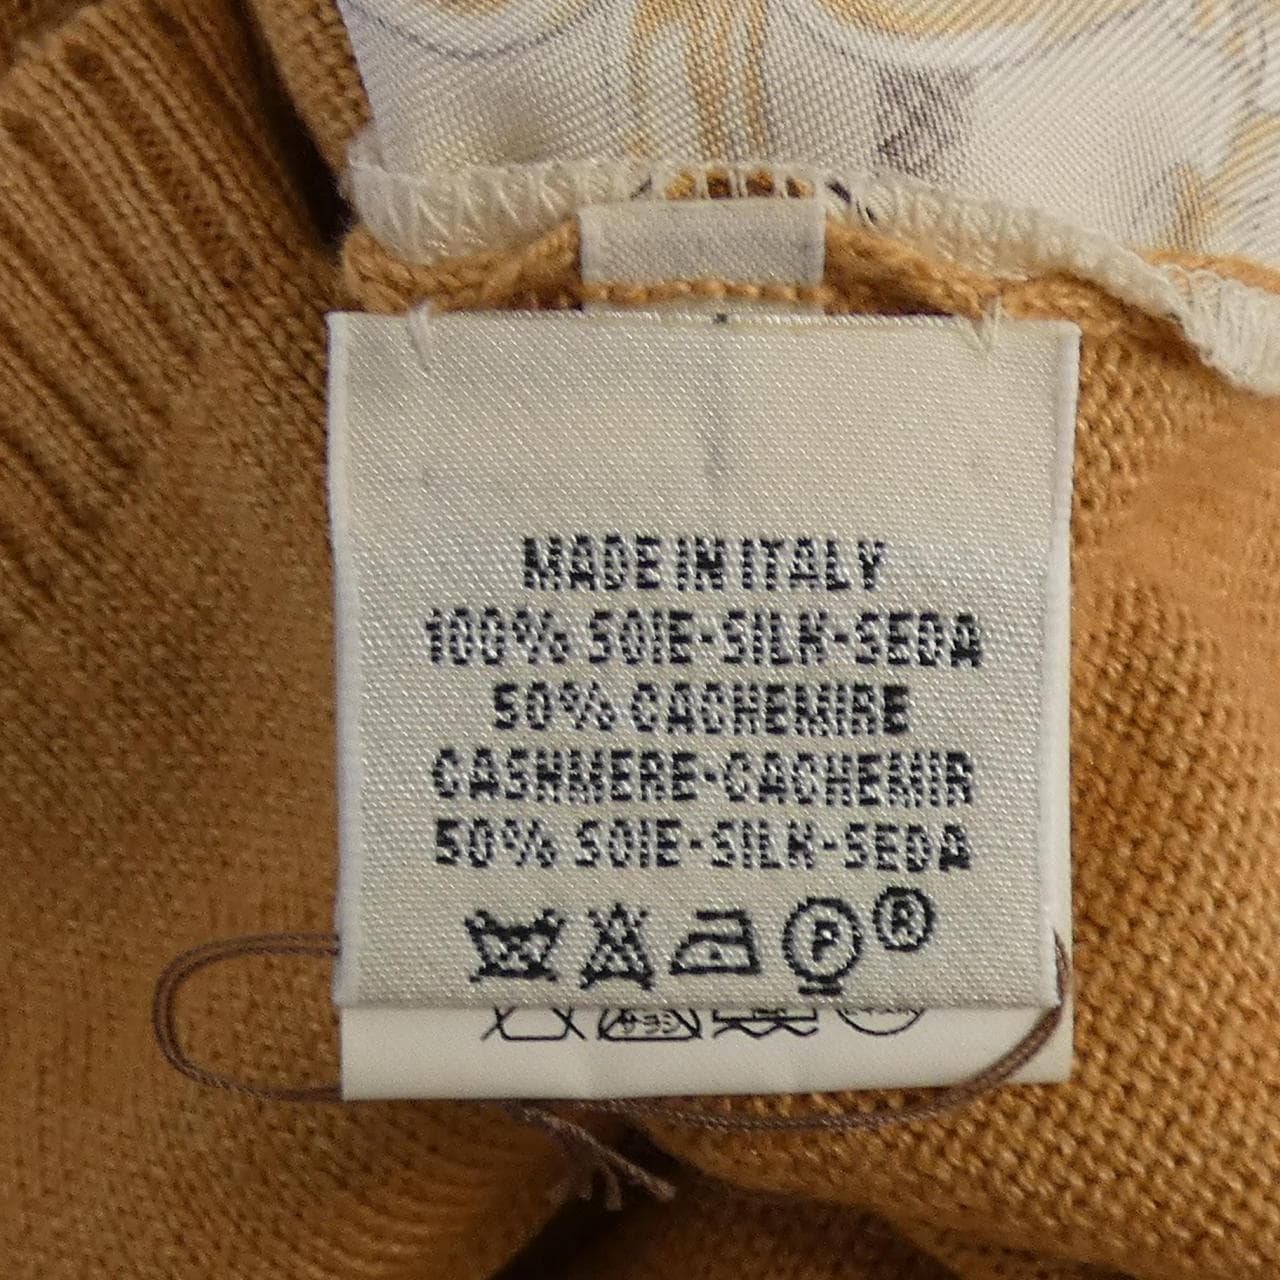 MADE IN ITALY
100% SOIE-SILK-SEDA
50% CACHEMIRE
CASHMERE-CACHEMIR
50% SOIE-SILK-SEDA
P ®